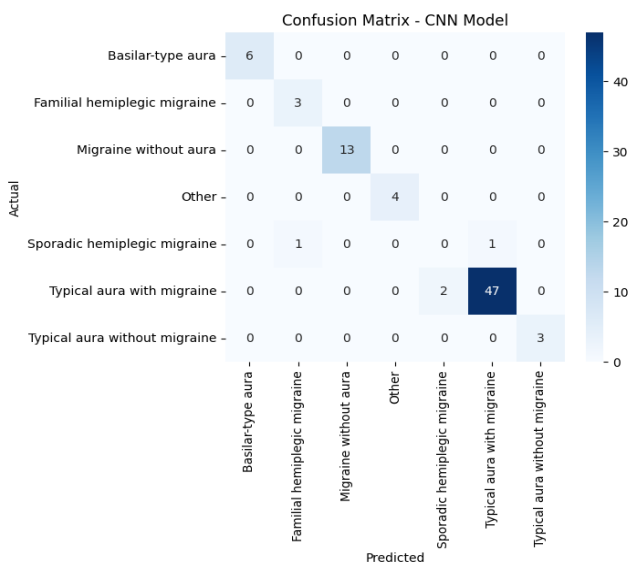 Confusion Matrix - CNN Model
Actual
Basilar-type aura 6 0 0 0 0 0 0
Familial hemiplegic migraine 0 3 0 0 0 0 0
Migraine without aura 0 0 13 0 0 0 0
Other 0 0 0 4 0 0 0
Sporadic hemiplegic migraine 0 1 0 0 0 1 0
Typical aura with migraine 0 0 0 0 2 47 0
Typical aura without migraine 0 0 0 0 0 0 3
Basilar-type aura
Familial hemiplegic migraine
Migraine without aura
Other
Sporadic hemiplegic migraine
Typical aura with migraine
Typical aura without migraine
Predicted
40
30
20
10
0